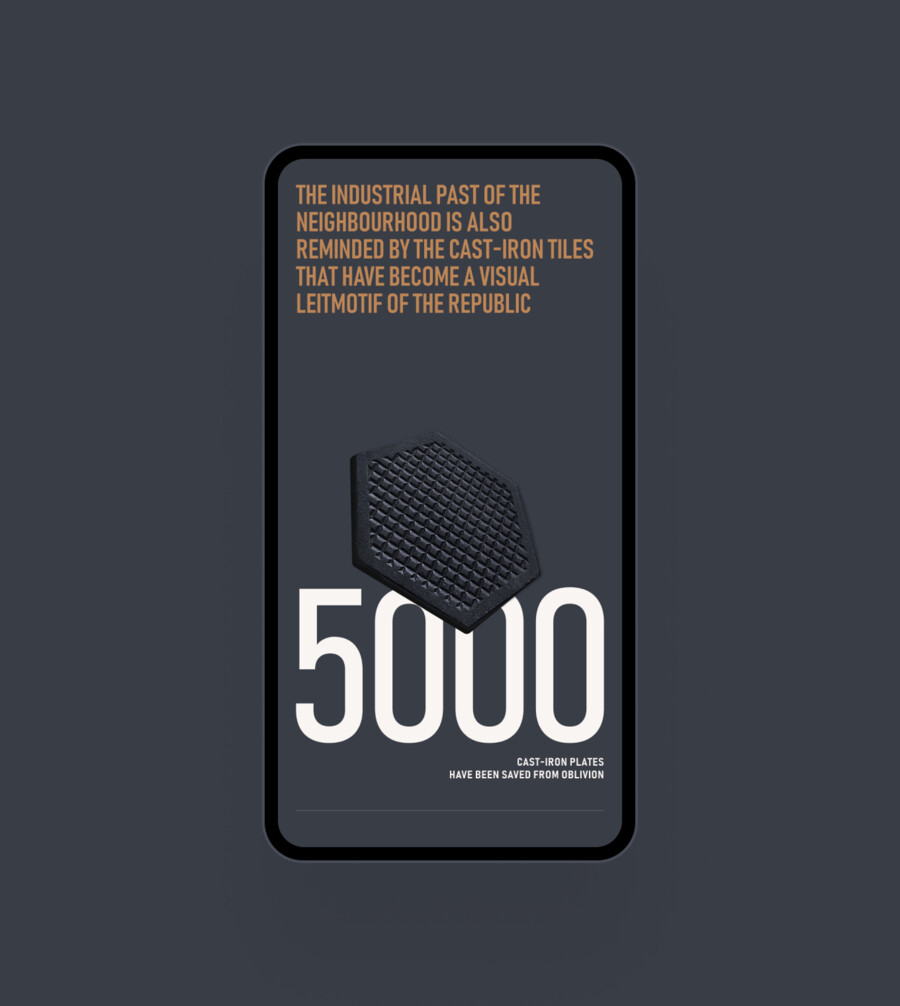 THE INDUSTRIAL PAST OF THE
NEIGHBOURHOOD IS ALSO
REMINDED BY THE CAST-IRON TILES
THAT HAVE BECOME A VISUAL
LEITMOTIF OF THE REPUBLIC
5000
CAST-IRON PLATES
HAVE BEEN SAVED FROM OBLIVION